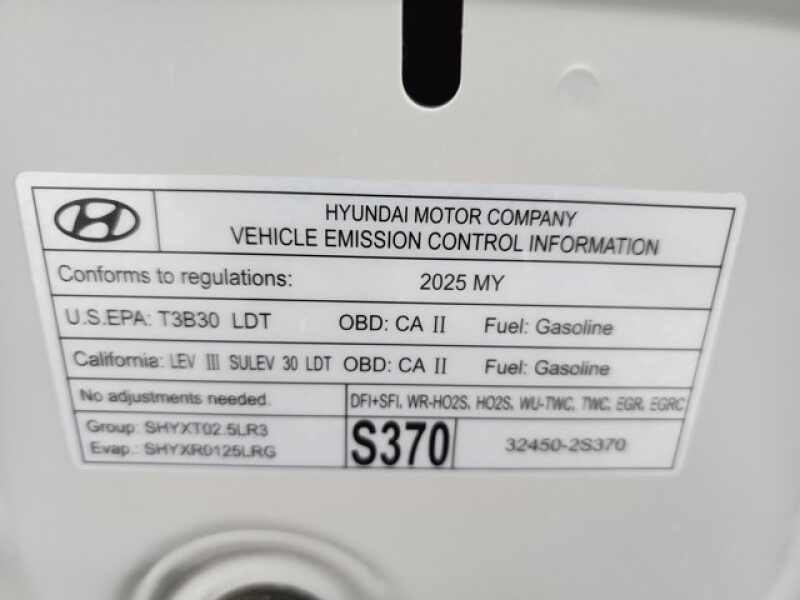 HYUNDAI MOTOR COMPANY
VEHICLE EMISSION CONTROL INFORMATION
Conforms to regulations: 2025 MY
U.S.EPA: T3B30 LDT OBD: CA II Fuel: Gasoline
California: LEV III SULEV 30 LDT OBD: CA II Fuel: Gasoline
No adjustments needed. DFI+SFI, WR-HO2S, HO2S, WU-TWC, TWC, EGR, EGRC
Group: SHYXT02.5LR3
Evap.: SHYXR0125LRG
S370 32450-2S370